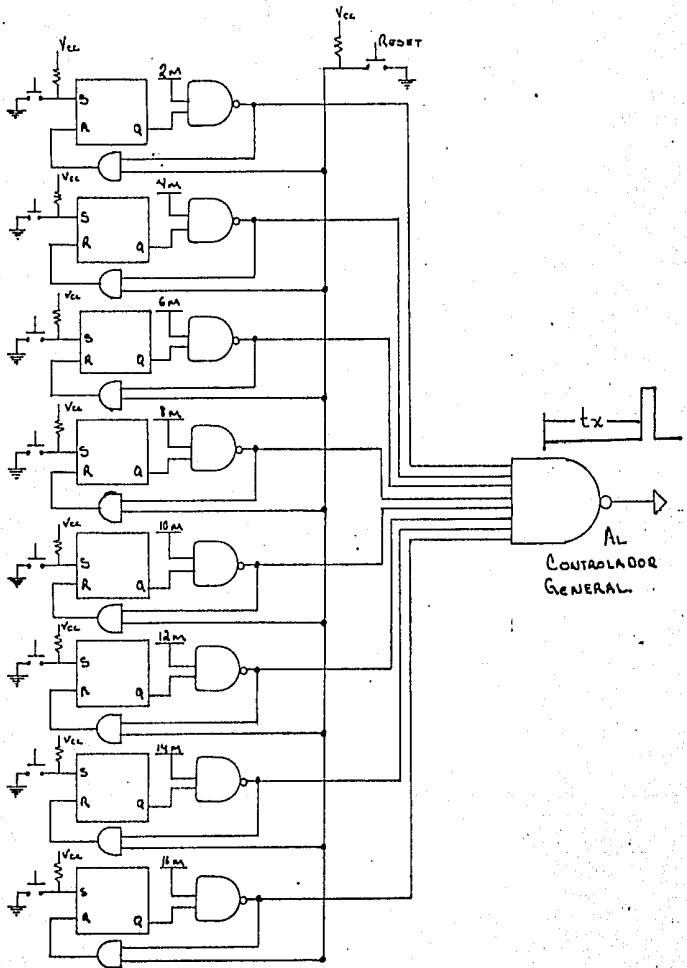 Vcc
RESET
Vcc
2M
S
R
Q
Vcc
4M
S
R
Q
Vcc
6M
S
R
Q
Vcc
8M
S
R
Q
tx
Vcc
10M
S
R
Q
AL
CONTROLADOR
GENERAL
Vcc
12M
S
R
Q
Vcc
14M
S
R
Q
Vcc
16M
S
R
Q